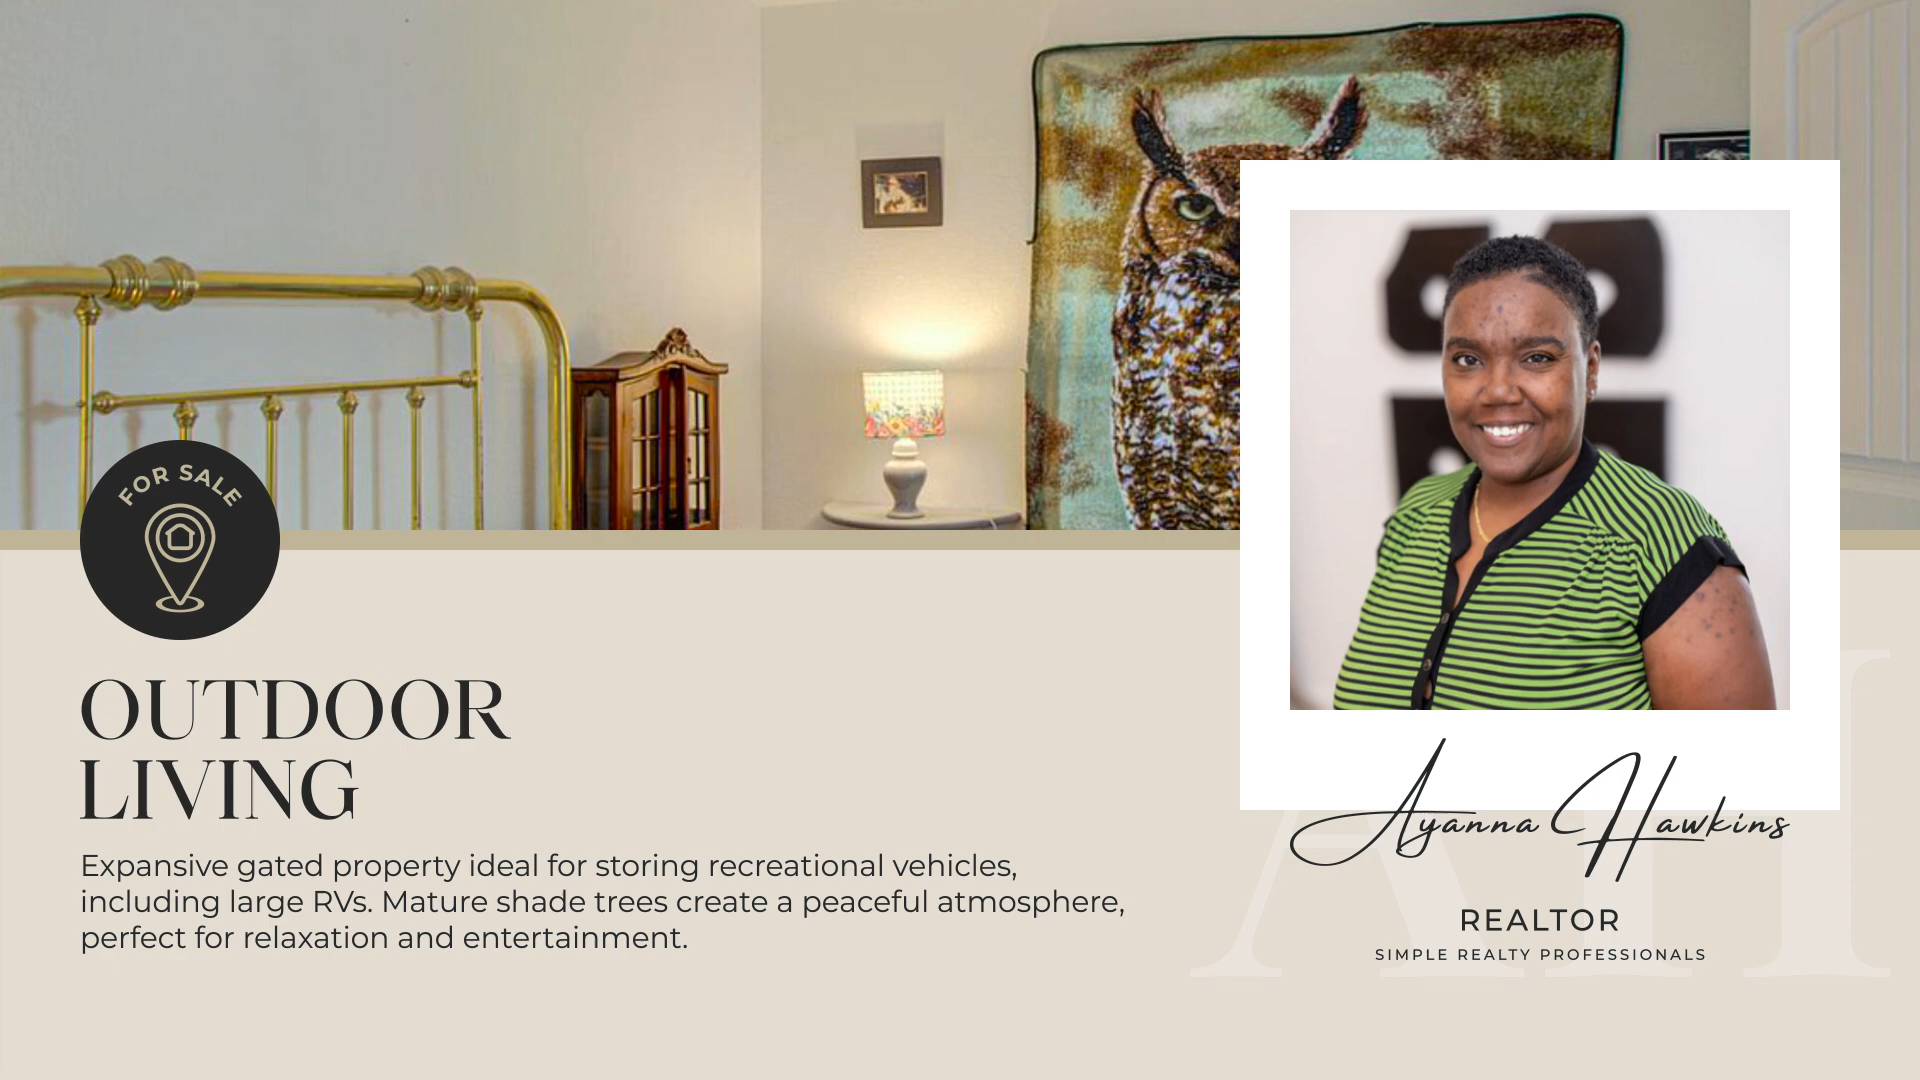 FOR SALE
OUTDOOR
LIVING
Expansive gated property ideal for storing recreational vehicles,
including large RVs. Mature shade trees create a peaceful atmosphere,
perfect for relaxation and entertainment.
AH
Ayanna Hawkins
REALTOR
SIMPLE REALTY PROFESSIONALS